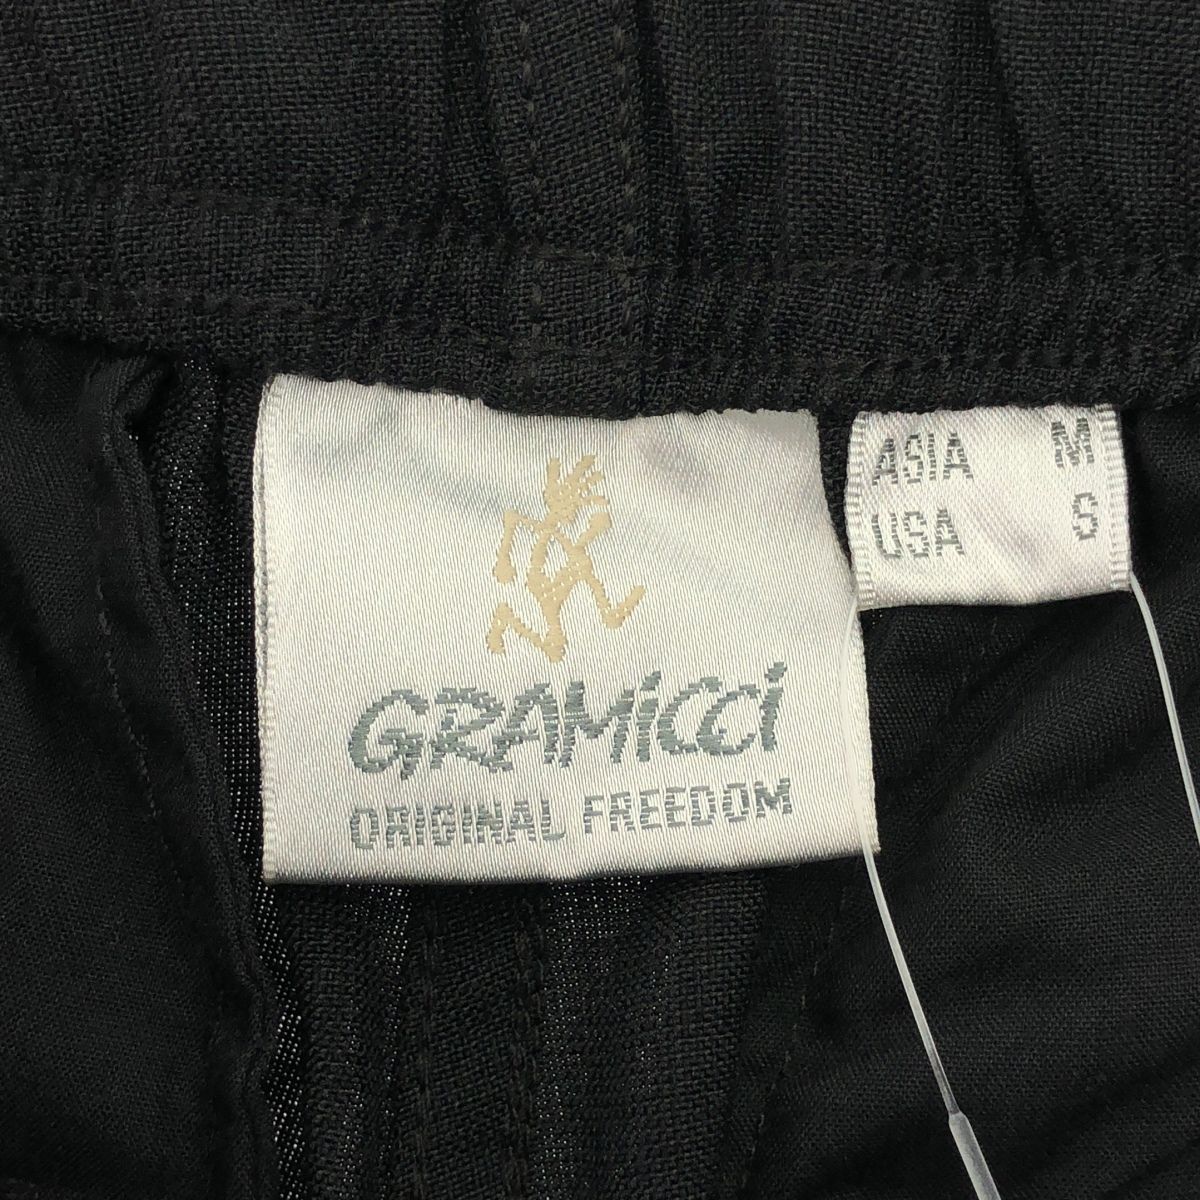 GRAMiCCi
ORIGINAL FREEDOM
ASIA M
USA S